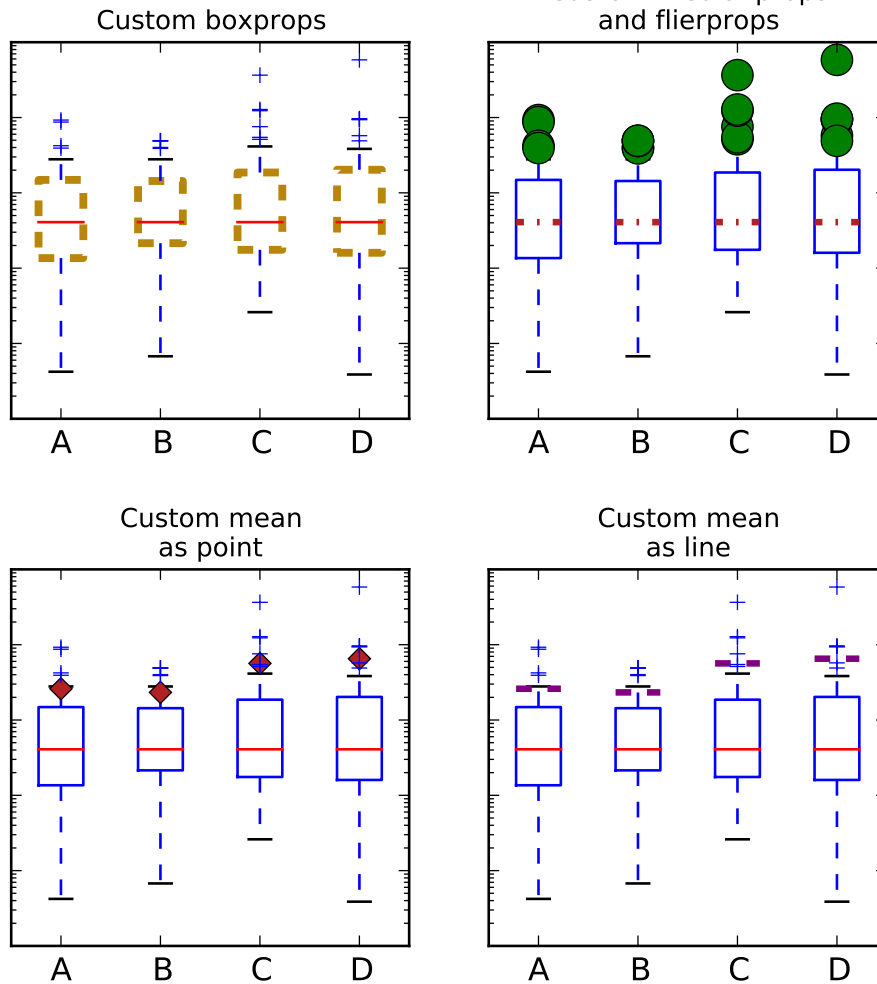 Custom boxprops
and flierprops
A B C D
A B C D
Custom mean
as point
Custom mean
as line
A B C D
A B C D